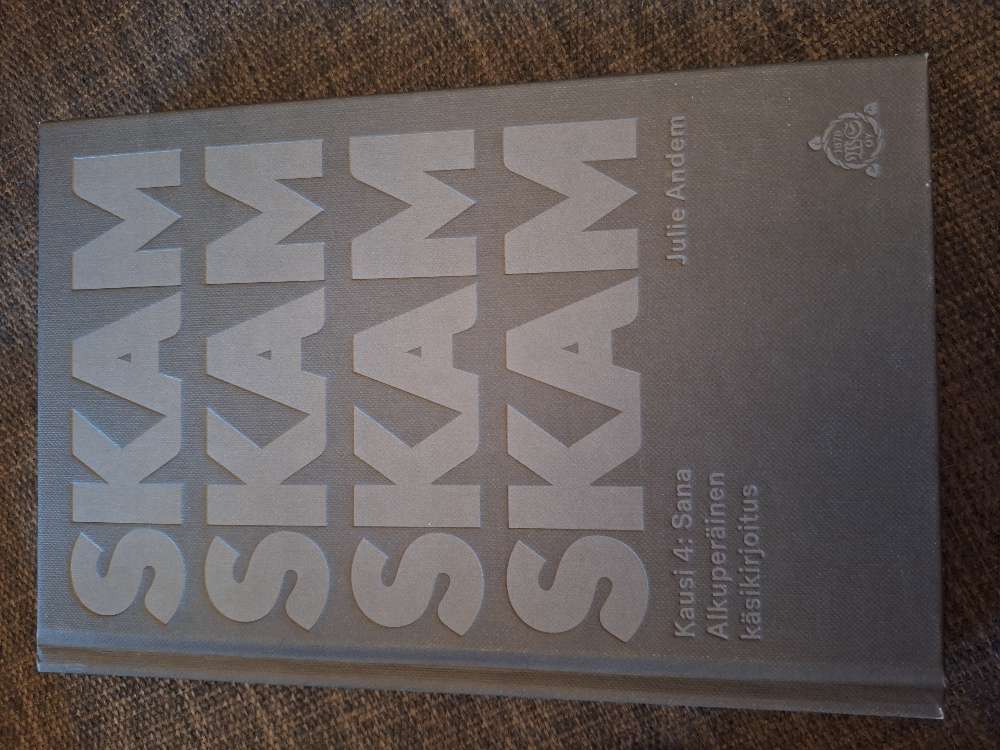 SKAM
SKAM
SKAM
SKAM
Kausi 4: Sana
Alkuperäinen
käsikirjoitus
Julie Andem